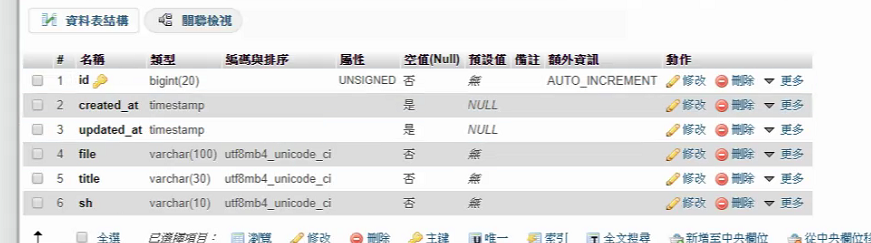 資料表結構 關聯檢視
# 名稱 類型 編碼與排序 屬性 空值(Null) 預設值 備註 額外資訊 動作
1 id bigint(20) UNSIGNED 否 無 AUTO_INCREMENT 修改 刪除 更多
2 created_at timestamp 是 NULL 修改 刪除 更多
3 updated_at timestamp 是 NULL 修改 刪除 更多
4 file varchar(100) utf8mb4_unicode_ci 否 無 修改 刪除 更多
5 title varchar(30) utf8mb4_unicode_ci 否 無 修改 刪除 更多
6 sh varchar(10) utf8mb4_unicode_ci 否 無 修改 刪除 更多
全選 已選擇項目： 瀏覽 修改 刪除 主鍵 唯一 索引 全文搜尋 新增至中央欄位 從中央欄位移